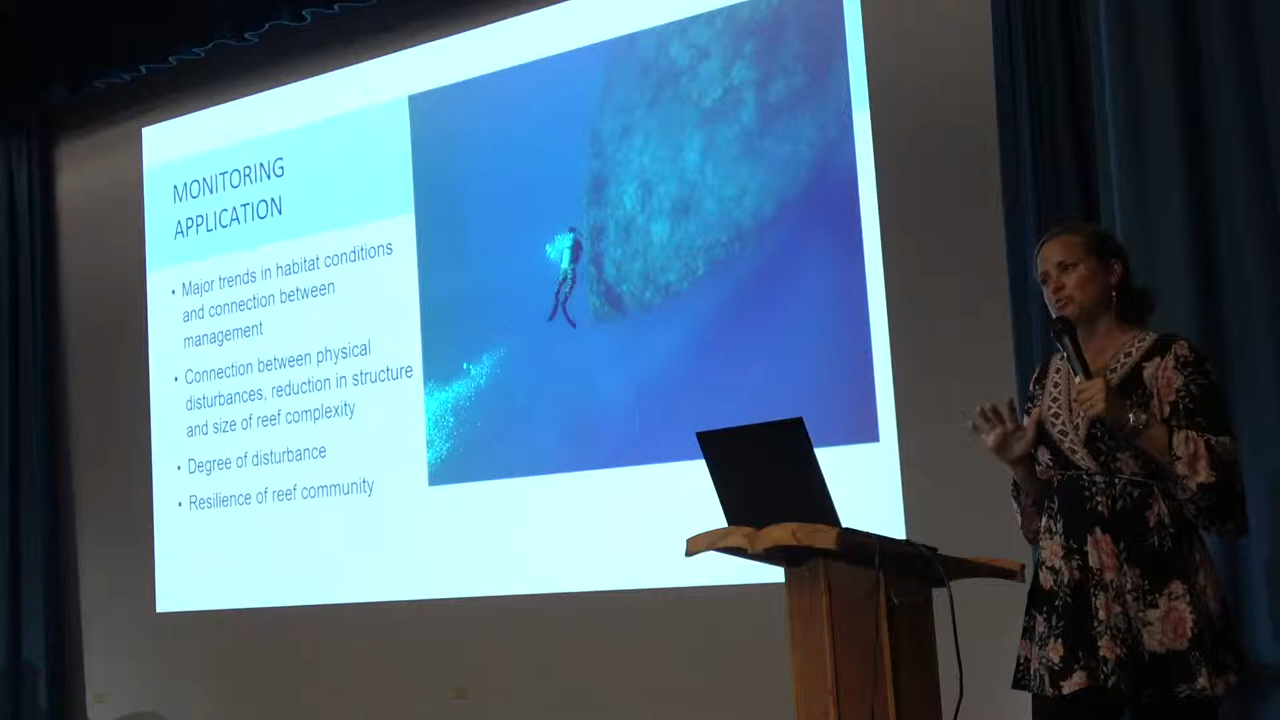 MONITORING
APPLICATION
• Major trends in habitat conditions
and connection between
management
• Connection between physical
disturbances, reduction in structure
and size of reef complexity
• Degree of disturbance
• Resilience of reef community